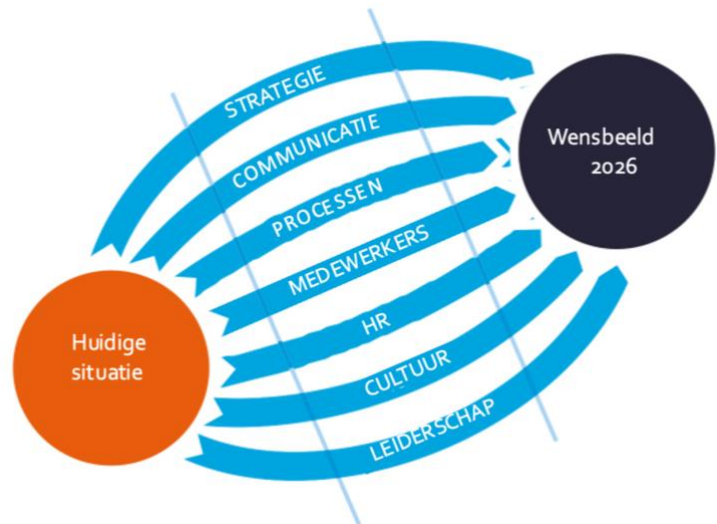 STRATEGIE
COMMUNICATIE
PROCESSEN
MEDEWERKERS
HR
CULTUUR
LEIDERSCHAP
Wensbeeld
2026
Huidige
situatie